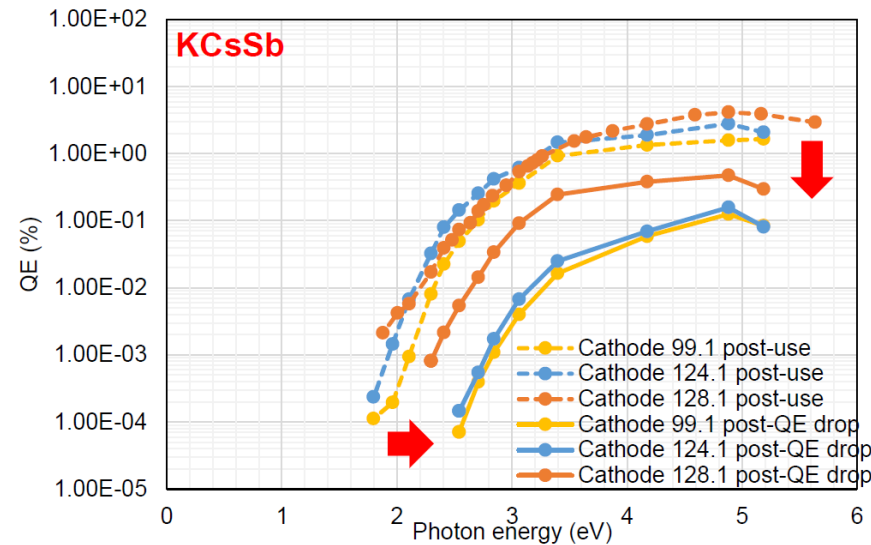 KCsSb
QE (%)
1.00E+02
1.00E+01
1.00E+00
1.00E-01
1.00E-02
1.00E-03
1.00E-04
1.00E-05
Cathode 99.1 post-use
Cathode 124.1 post-use
Cathode 128.1 post-use
Cathode 99.1 post-QE drop
Cathode 124.1 post-QE drop
Cathode 128.1 post-QE drop
0 1 2 3 4 5 6
Photon energy (eV)